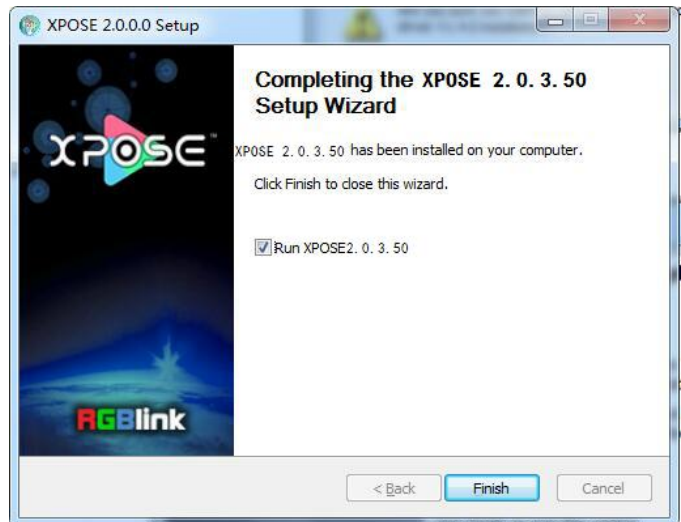 XPOSE 2.0.0.0 Setup
Completing the XPOSE 2. 0. 3. 50
Setup Wizard
XPOSE™
XPOSE 2. 0. 3. 50 has been installed on your computer.
Click Finish to close this wizard.
Run XPOSE2. 0. 3. 50
RGBlink
< Back
Finish
Cancel